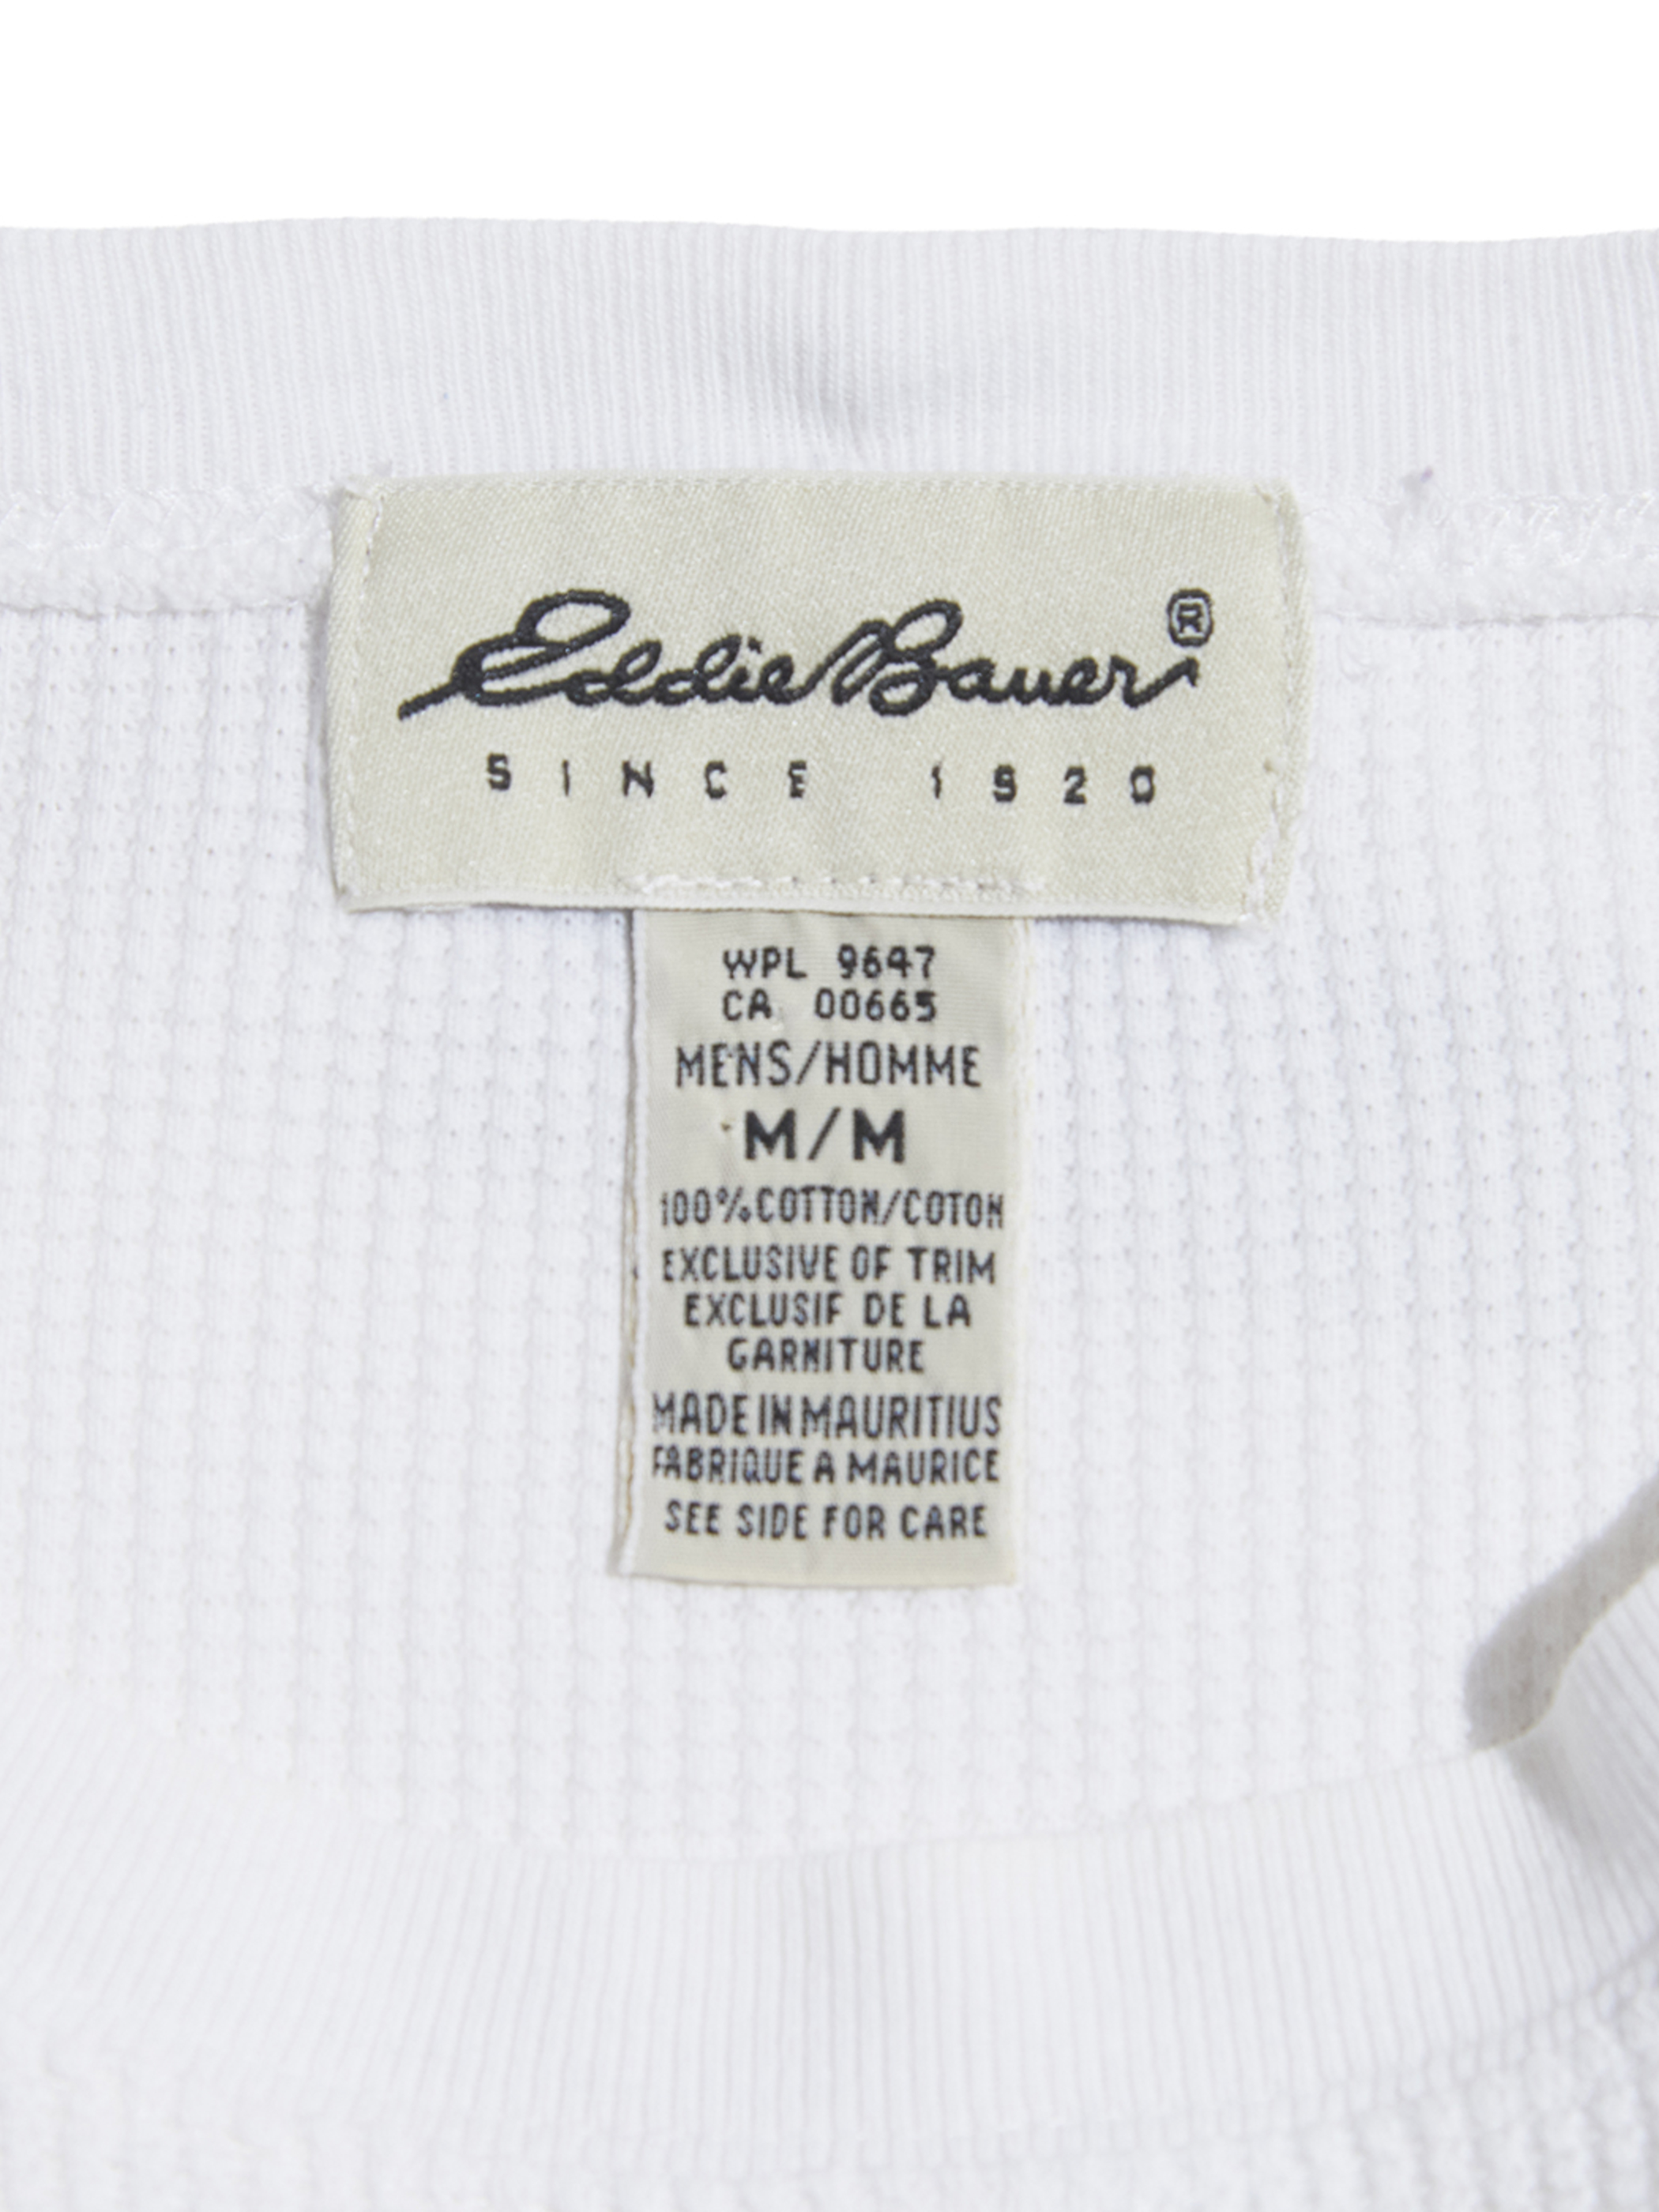 Eddie Bauer®
SINCE 1920
WPL 9647
CA 00665
MENS/HOMME
M/M
100% COTTON/COTON
EXCLUSIVE OF TRIM
EXCLUSIF DE LA
GARNITURE
MADE IN MAURITIUS
FABRIQUE A MAURICE
SEE SIDE FOR CARE